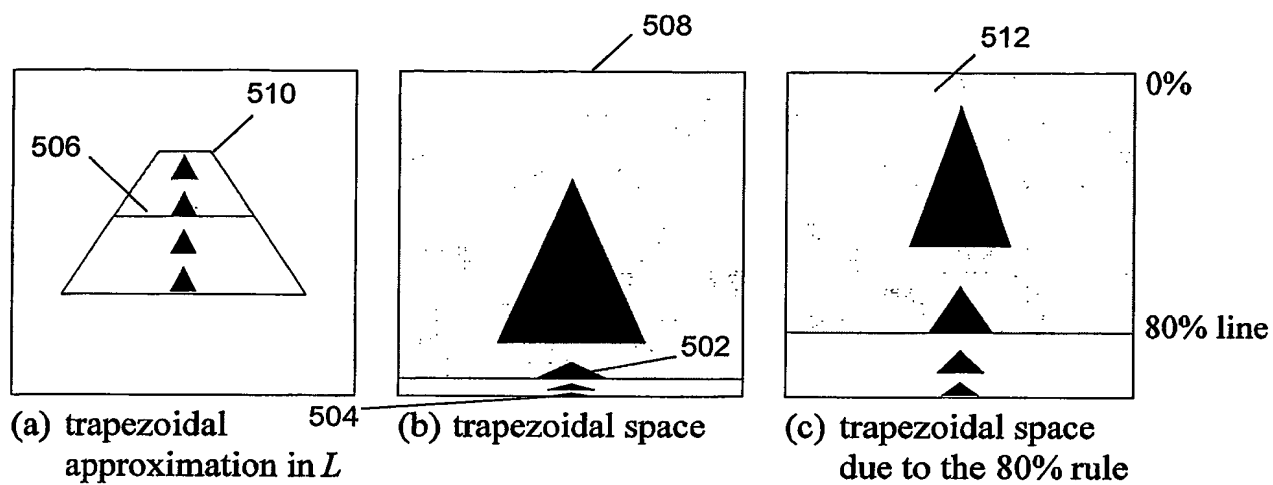 508
512
510
0%
506
502
80% line
504
(a) trapezoidal
approximation in L
(b) trapezoidal space
(c) trapezoidal space
due to the 80% rule